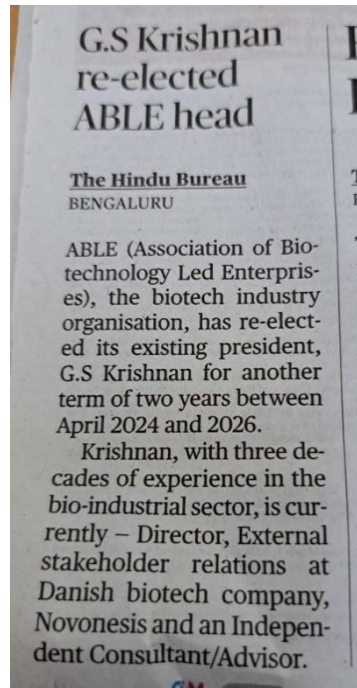 G.S Krishnan
re-elected
ABLE head
The Hindu Bureau
BENGALURU
ABLE (Association of Bio-
technology Led Enterpris-
es), the biotech industry
organisation, has re-elect-
ed its existing president,
G.S Krishnan for another
term of two years between
April 2024 and 2026.
Krishnan, with three de-
cades of experience in the
bio-industrial sector, is cur-
rently – Director, External
stakeholder relations at
Danish biotech company,
Novonesis and an Indepen-
dent Consultant/Advisor.